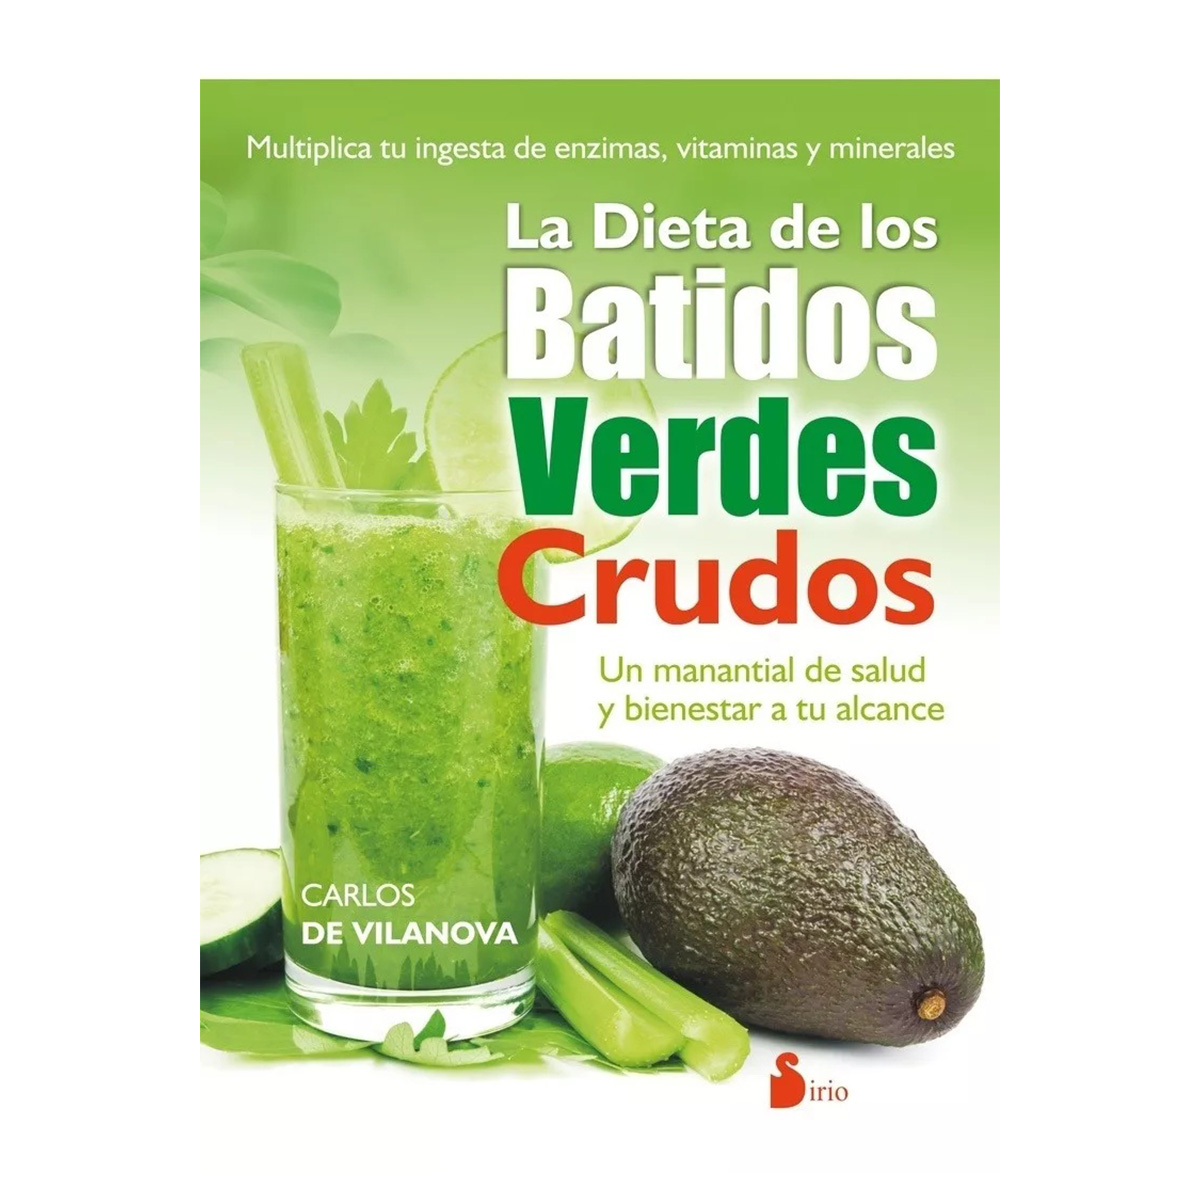 Multiplica tu ingesta de enzimas, vitaminas y minerales
La Dieta de los
Batidos
Verdes
Crudos
Un manantial de salud
y bienestar a tu alcance
CARLOS
DE VILANOVA
Sirio